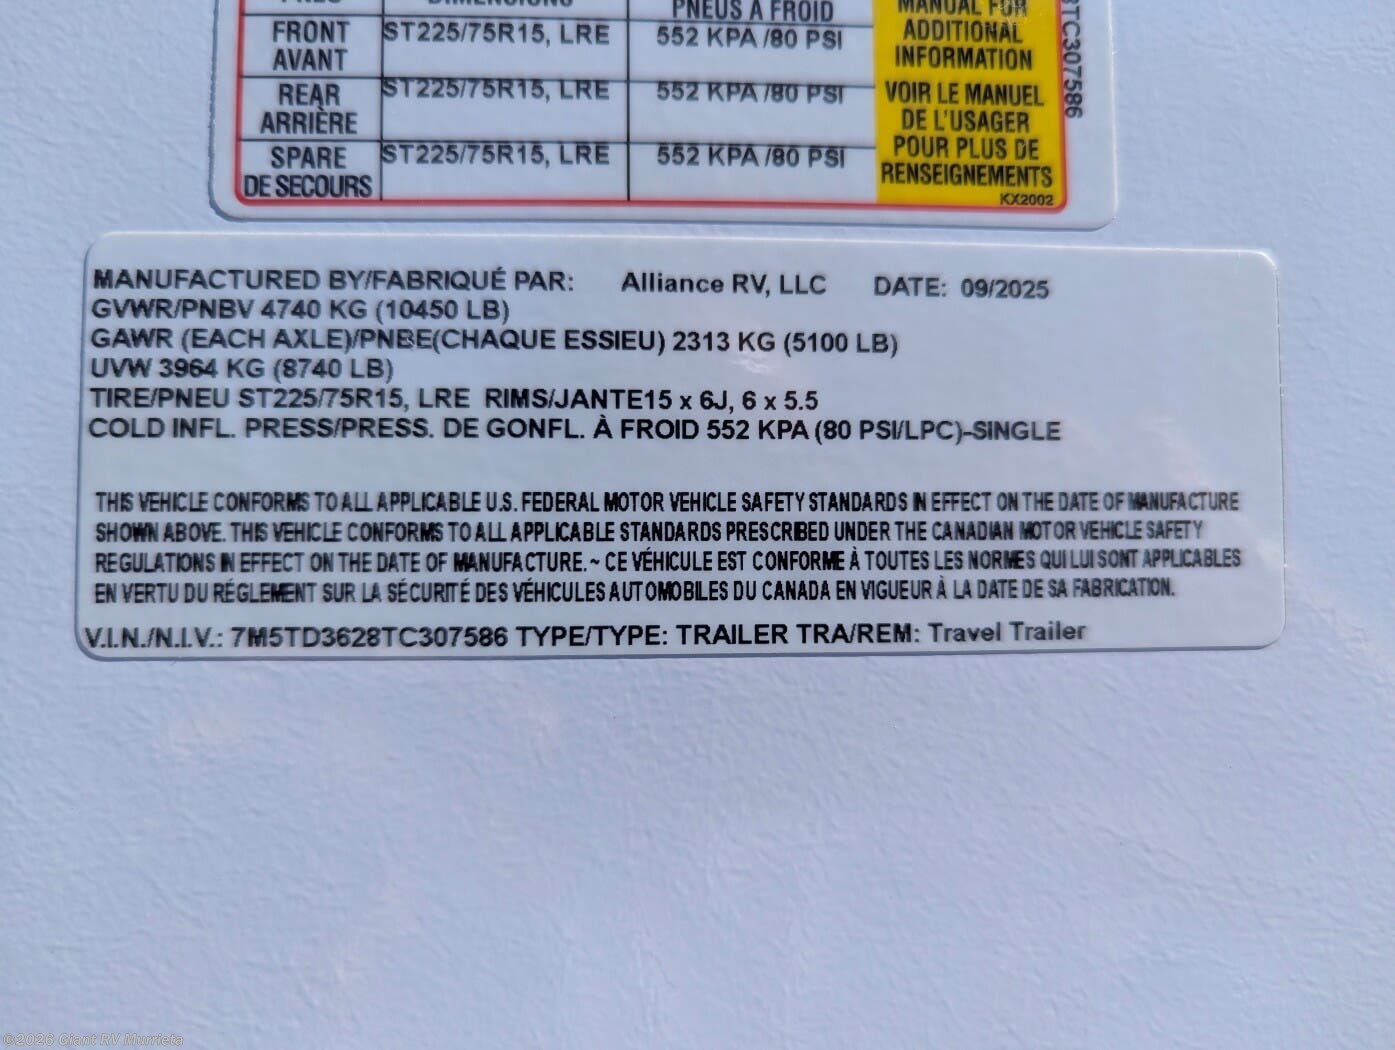 PNEUS À FROID
MANUAL FOR
FRONT ST225/75R15, LRE 552 KPA /80 PSI ADDITIONAL
AVANT INFORMATION
REAR ST225/75R15, LRE 552 KPA /80 PSI VOIR LE MANUEL
ARRIÈRE DE L'USAGER
SPARE ST225/75R15, LRE 552 KPA /80 PSI POUR PLUS DE
DE SECOURS RENSEIGNEMENTS
KX2002
TC307586
MANUFACTURED BY/FABRIQUÉ PAR: Alliance RV, LLC DATE: 09/2025
GVWR/PNBV 4740 KG (10450 LB)
GAWR (EACH AXLE)/PNBE(CHAQUE ESSIEU) 2313 KG (5100 LB)
UVW 3964 KG (8740 LB)
TIRE/PNEU ST225/75R15, LRE RIMS/JANTE15 x 6J, 6 x 5.5
COLD INFL. PRESS/PRESS. DE GONFL. À FROID 552 KPA (80 PSI/LPC)-SINGLE
THIS VEHICLE CONFORMS TO ALL APPLICABLE U.S. FEDERAL MOTOR VEHICLE SAFETY STANDARDS IN EFFECT ON THE DATE OF MANUFACTURE
SHOWN ABOVE. THIS VEHICLE CONFORMS TO ALL APPLICABLE STANDARDS PRESCRIBED UNDER THE CANADIAN MOTOR VEHICLE SAFETY
REGULATIONS IN EFFECT ON THE DATE OF MANUFACTURE. ~ CE VÉHICULE EST CONFORME À TOUTES LES NORMES QUI LUI SONT APPLICABLES
EN VERTU DU RÉGLEMENT SUR LA SÉCURITÉ DES VÉHICULES AUTOMOBILES DU CANADA EN VIGUEUR À LA DATE DE SA FABRICATION.
V.I.N./N.I.V.: 7M5TD3628TC307586 TYPE/TYPE: TRAILER TRA/REM: Travel Trailer
©2025 Giant RV Murrieta